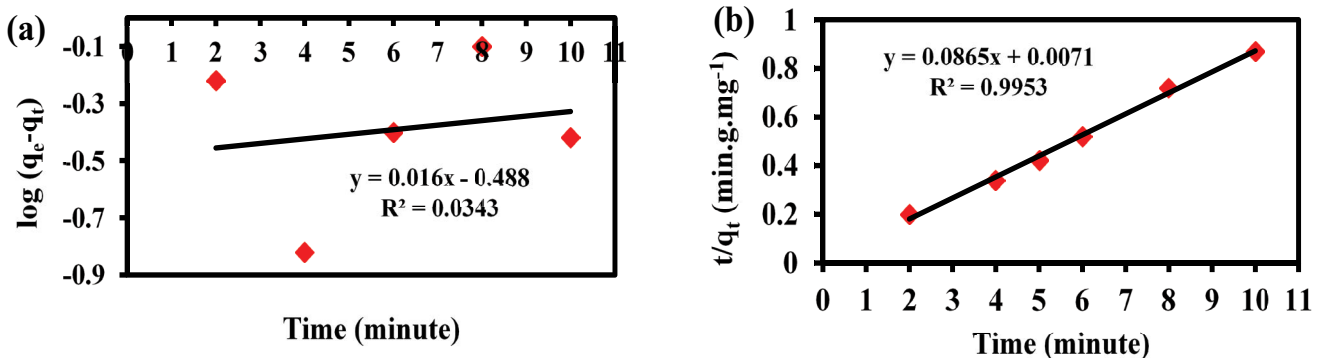 (a)
-0.1
-0.3
-0.5
-0.7
-0.9
0 1 2 3 4 5 6 7 8 9 10 11
log (qe-qt)
y = 0.016x - 0.488
R² = 0.0343
Time (minute)
(b)
1
0.8
0.6
0.4
0.2
0
t/qt (min.g.mg⁻¹)
y = 0.0865x + 0.0071
R² = 0.9953
0 1 2 3 4 5 6 7 8 9 10 11
Time (minute)